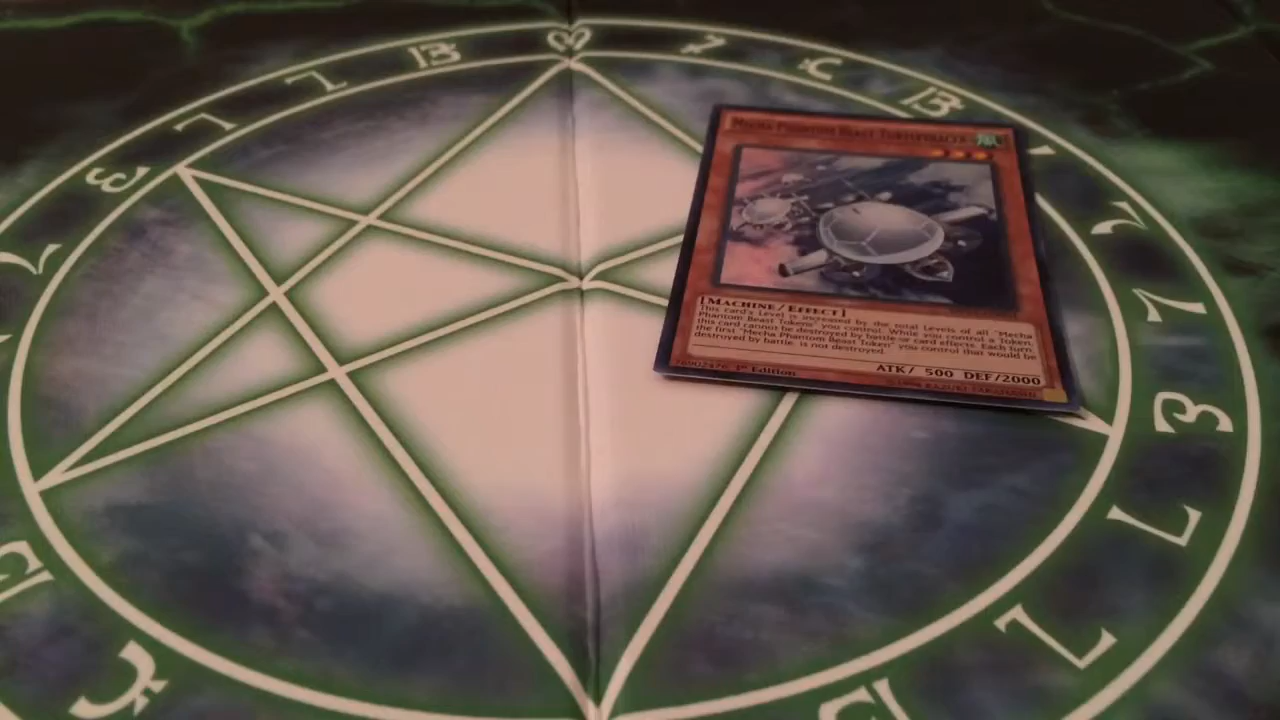 MECHA PHANTOM BEAST TURTLETRACER
[MACHINE/EFFECT]
This card's Level is increased by the total Levels of all "Mecha
Phantom Beast Tokens" you control. While you control a Token,
this card cannot be destroyed by battle or card effects. Each turn,
the first "Mecha Phantom Beast Token" you control that would be
destroyed by battle, is not destroyed.
ATK/ 500 DEF/2000
1st Edition
©1996 KAZUKI TAKAHASHI